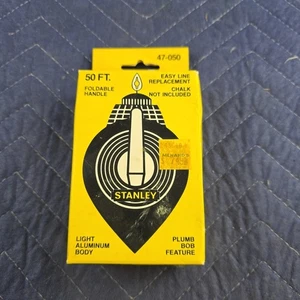 47-050
50 FT.
FOLDABLE
HANDLE
EASY LINE
REPLACEMENT
CHALK
NOT INCLUDED
STANLEY
LIGHT
ALUMINUM
BODY
PLUMB
BOB
FEATURE